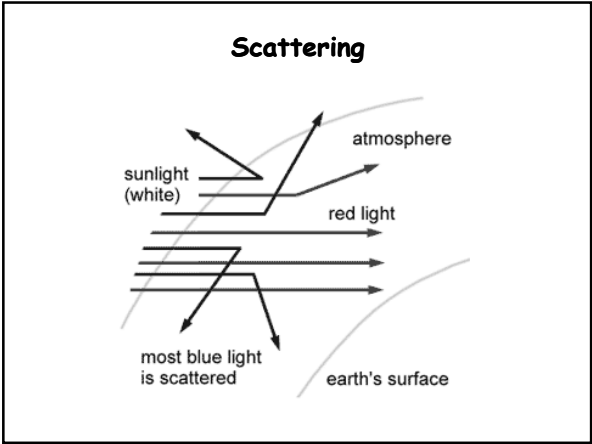 Scattering
atmosphere
sunlight
(white)
red light
most blue light
is scattered
earth's surface